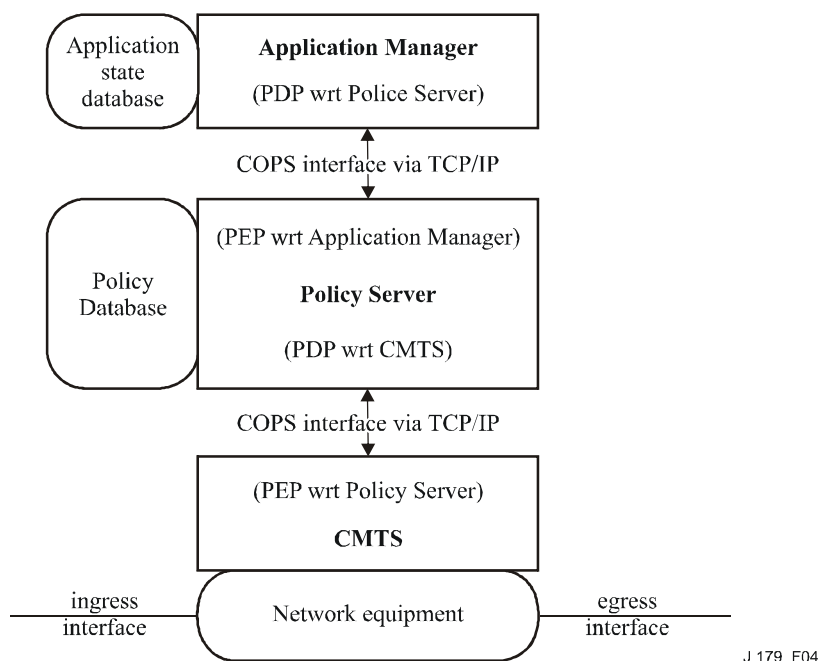 Application
state
database
Application Manager
(PDP wrt Police Server)
COPS interface via TCP/IP
Policy
Database
(PEP wrt Application Manager)
Policy Server
(PDP wrt CMTS)
COPS interface via TCP/IP
(PEP wrt Policy Server)
CMTS
ingress
interface
Network equipment
egress
interface
J.179_F04